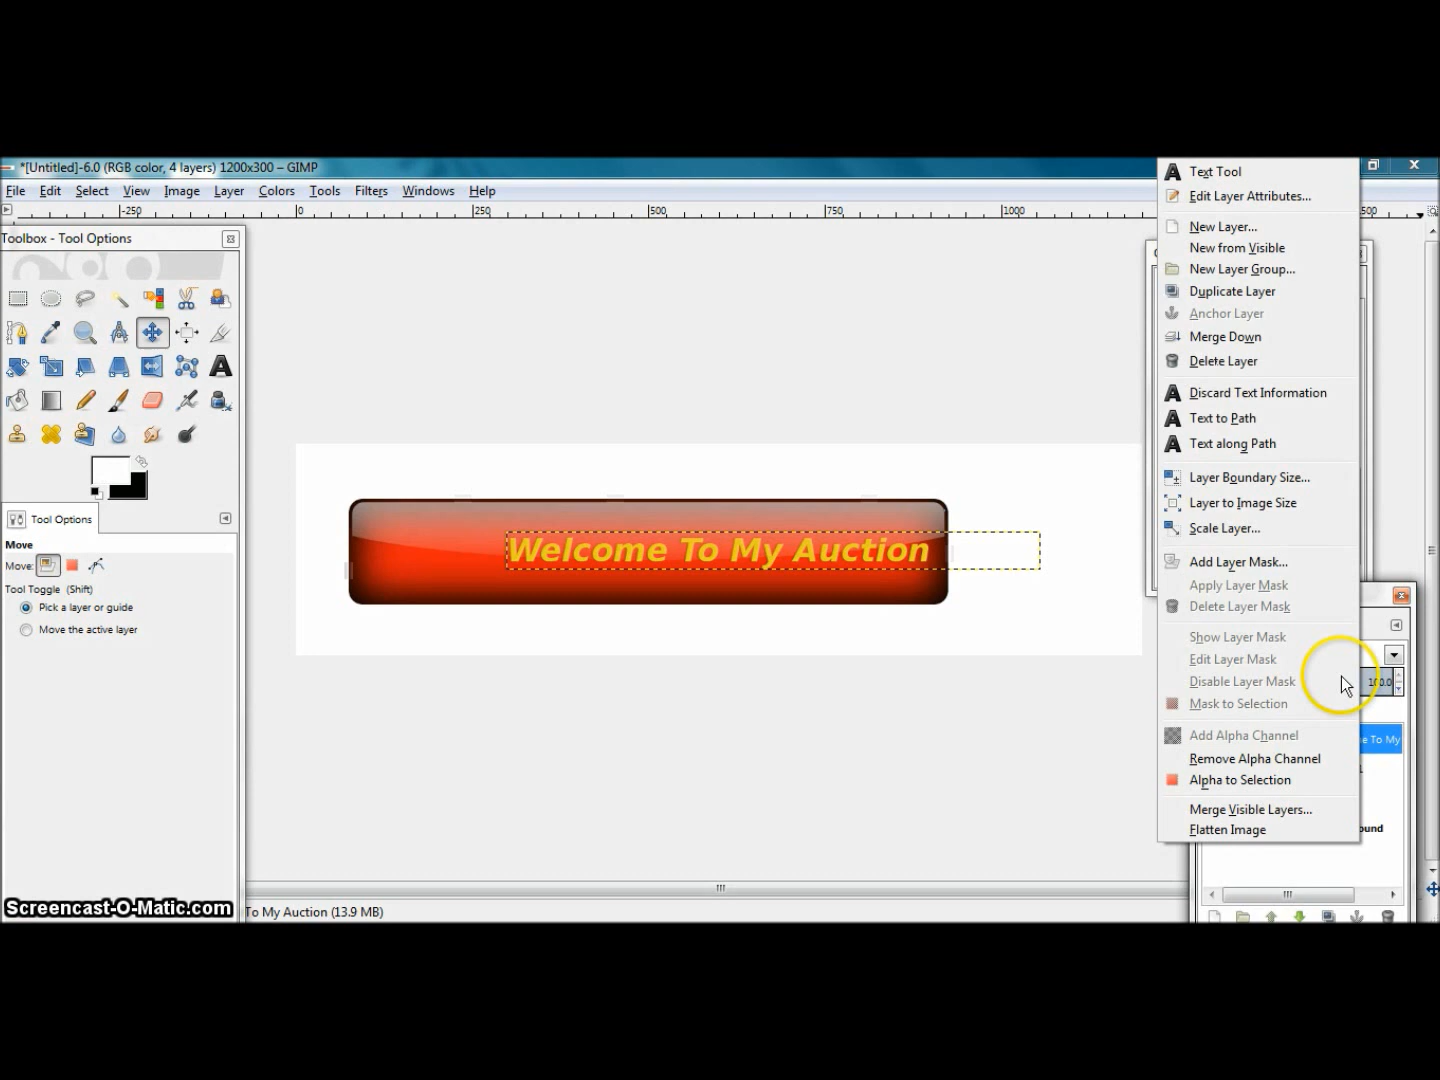 *[Untitled]-6.0 (RGB color, 4 layers) 1200x300 – GIMP
File Edit Select View Image Layer Colors Tools Filters Windows Help
-250 0 250 500 750 1000
Toolbox - Tool Options
Tool Options
Move
Move:
Tool Toggle (Shift)
Pick a layer or guide
Move the active layer
Welcome To My Auction
Text Tool
Edit Layer Attributes...
New Layer...
New from Visible
New Layer Group...
Duplicate Layer
Anchor Layer
Merge Down
Delete Layer
Discard Text Information
Text to Path
Text along Path
Layer Boundary Size...
Layer to Image Size
Scale Layer...
Add Layer Mask...
Apply Layer Mask
Delete Layer Mask
Show Layer Mask
Edit Layer Mask
Disable Layer Mask
Mask to Selection
Add Alpha Channel
Remove Alpha Channel
Alpha to Selection
Merge Visible Layers...
Flatten Image
100.0
e To My
ound
Screencast-O-Matic.com
To My Auction (13.9 MB)